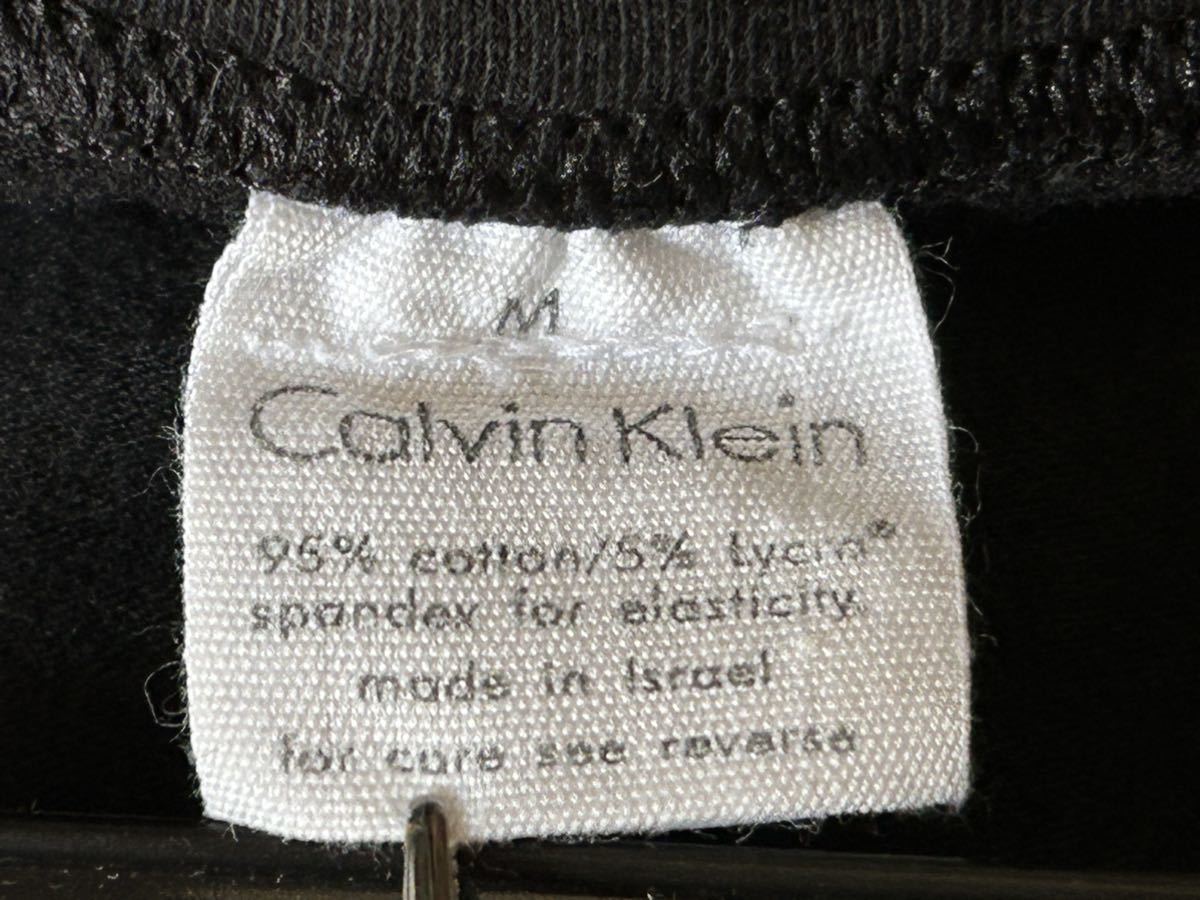 M
Calvin Klein
95% cotton/5% Lycra®
spandex for elasticity
made in Israel
for care see reverse